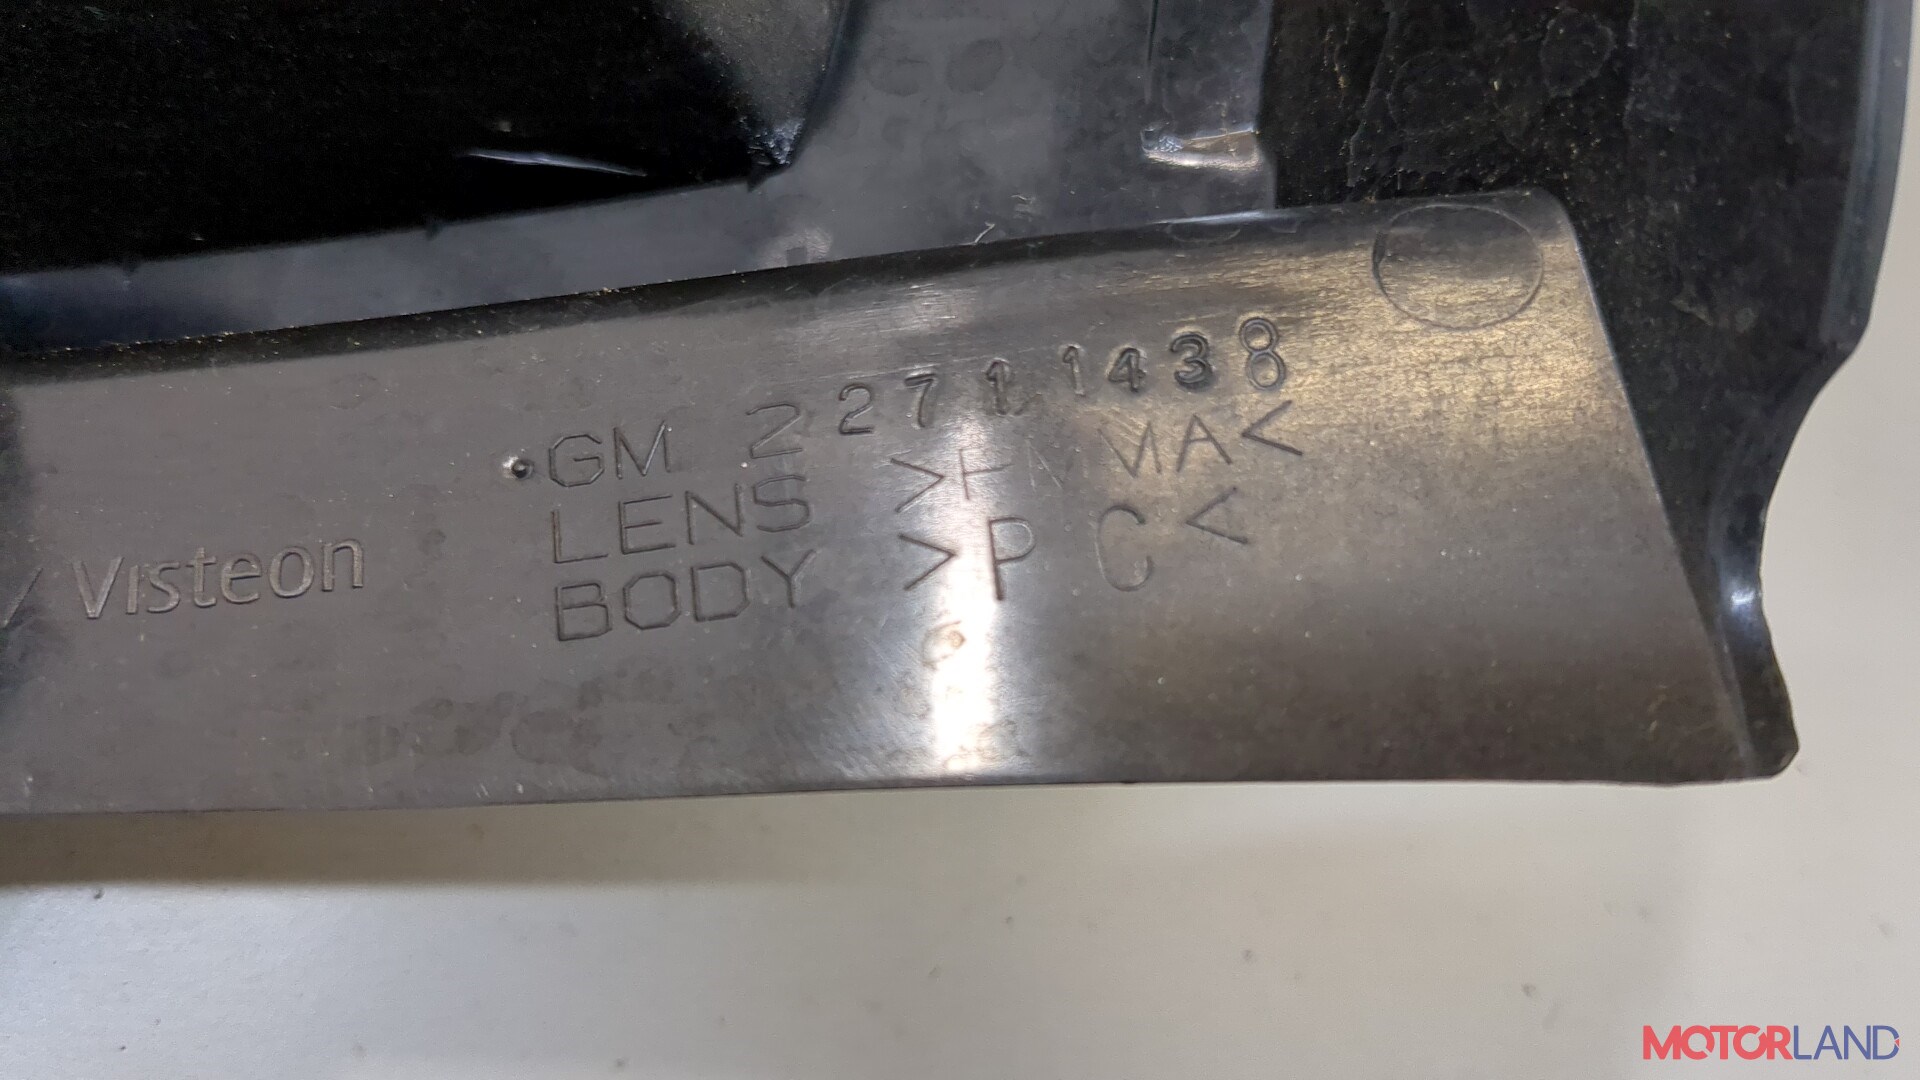 GM 22711438
LENS >PMMA<
BODY >PC<
Visteon
MOTORLAND